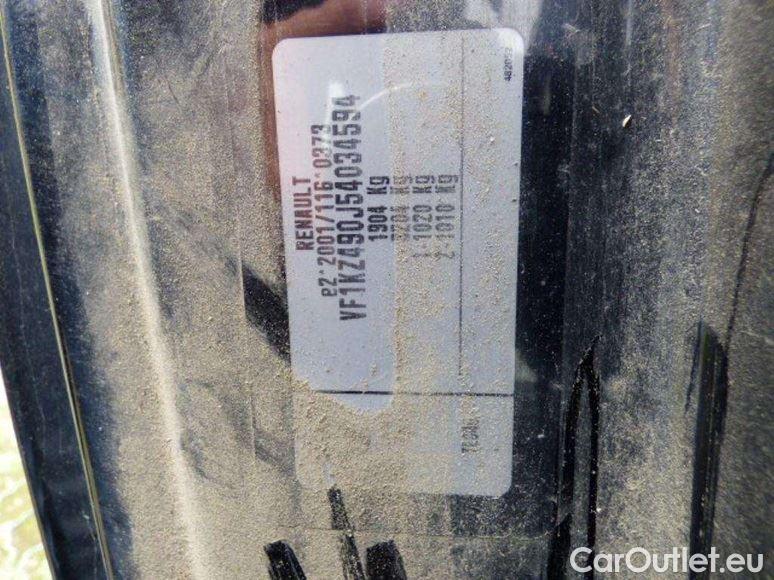 RENAULT
e2*2001/116*0373
VF1KZ490J54034594
1904 kg
3204 kg
1-1020 kg
2-1010 kg
CarOutlet.eu